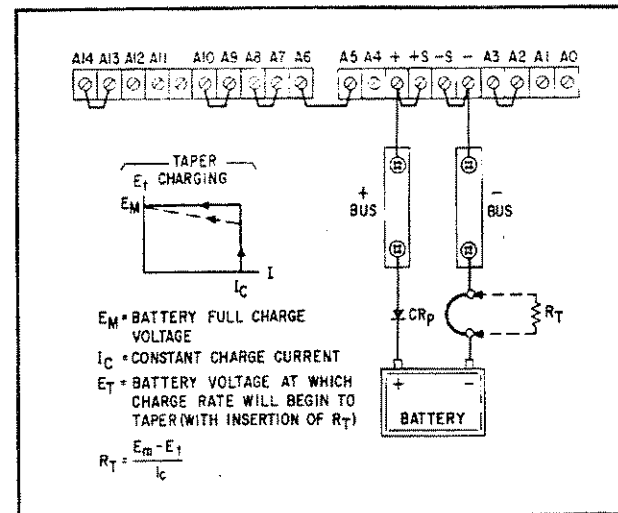 A14 A13 A12 A11 A10 A9 A8 A7 A6 A5 A4 + +S -S - A3 A2 A1 A0
TAPER
CHARGING
Et
EM
I
IC
+
BUS
-
BUS
CRP
RT
+ -
BATTERY
EM = BATTERY FULL CHARGE
VOLTAGE
IC = CONSTANT CHARGE CURRENT
ET = BATTERY VOLTAGE AT WHICH
CHARGE RATE WILL BEGIN TO
TAPER (WITH INSERTION OF RT)
RT = Em - Et
Ic